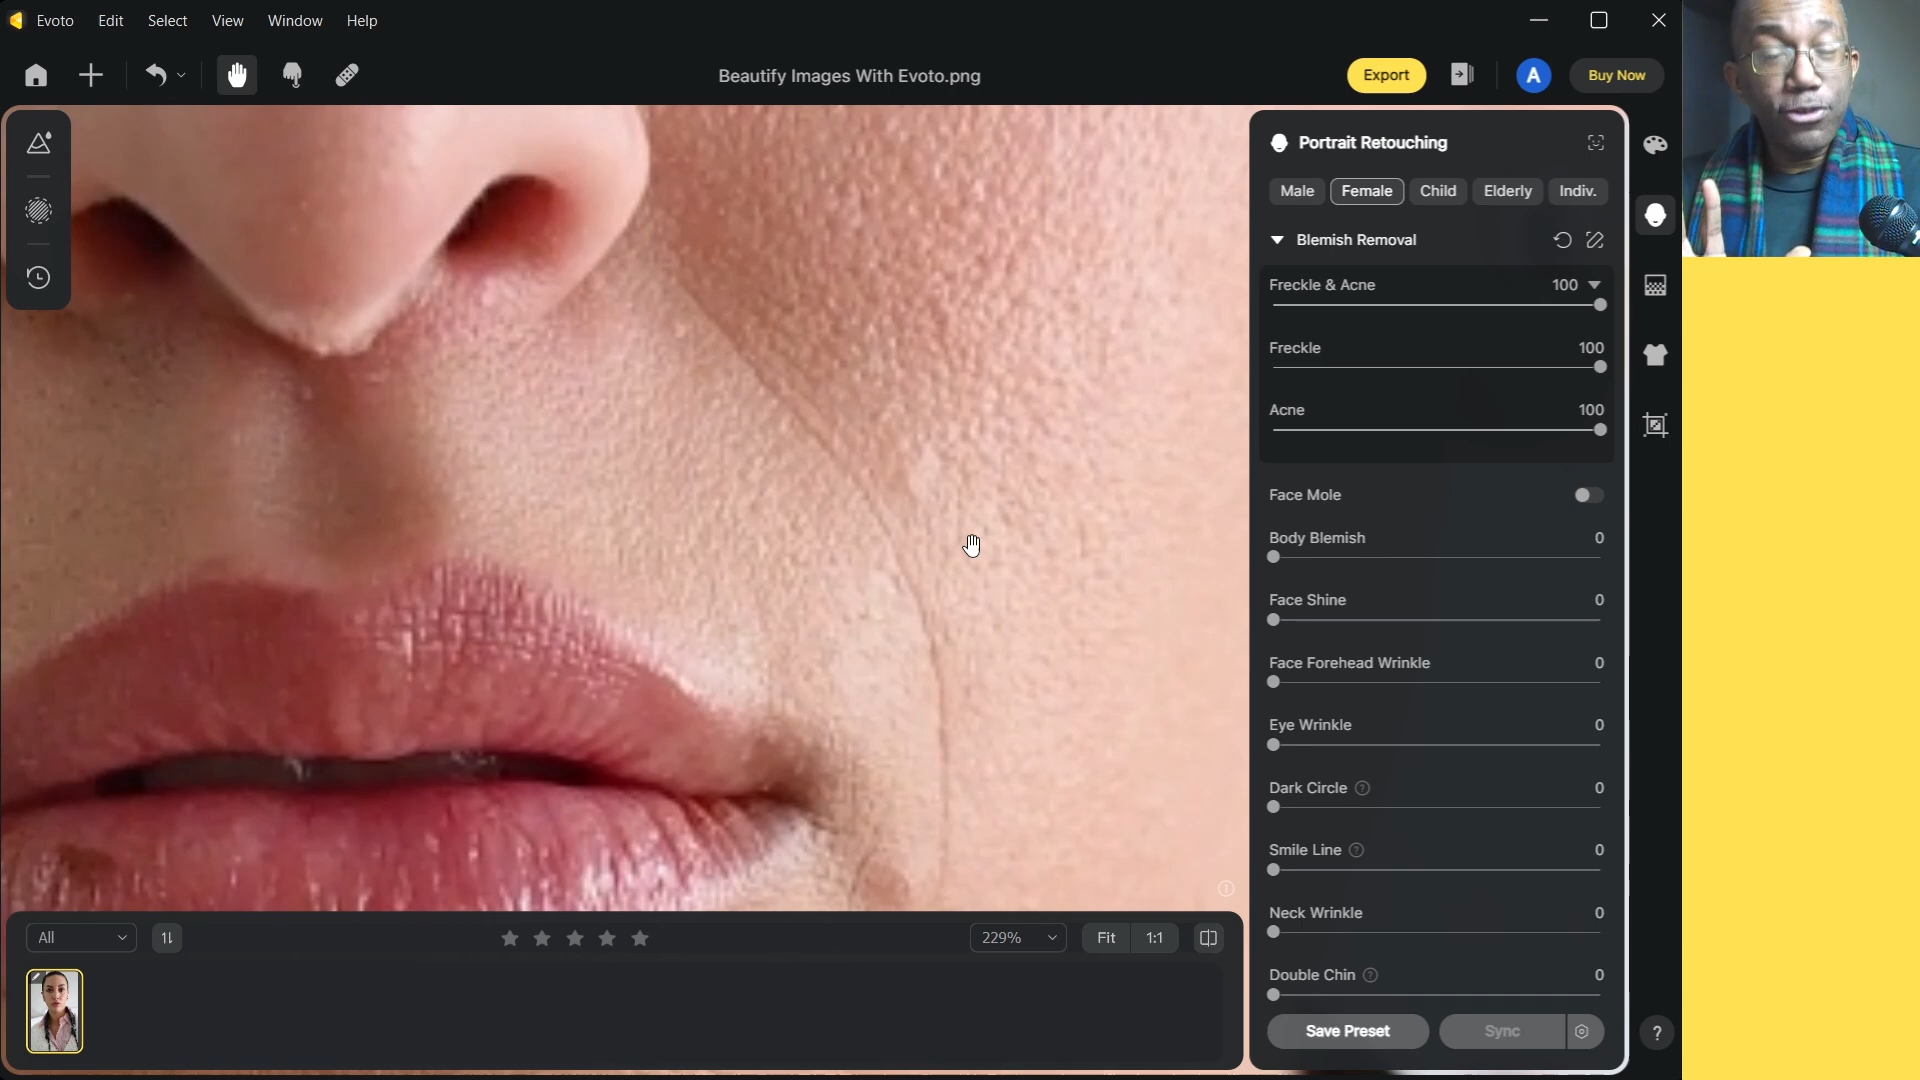 Evoto Edit Select View Window Help
Beautify Images With Evoto.png
Export
A
Buy Now
Portrait Retouching
Male Female Child Elderly Indiv.
Blemish Removal
Freckle & Acne 100
Freckle 100
Acne 100
Face Mole
Body Blemish 0
Face Shine 0
Face Forehead Wrinkle 0
Eye Wrinkle 0
Dark Circle ? 0
Smile Line ? 0
Neck Wrinkle 0
Double Chin ? 0
Save Preset Sync
?
All
229% Fit 1:1